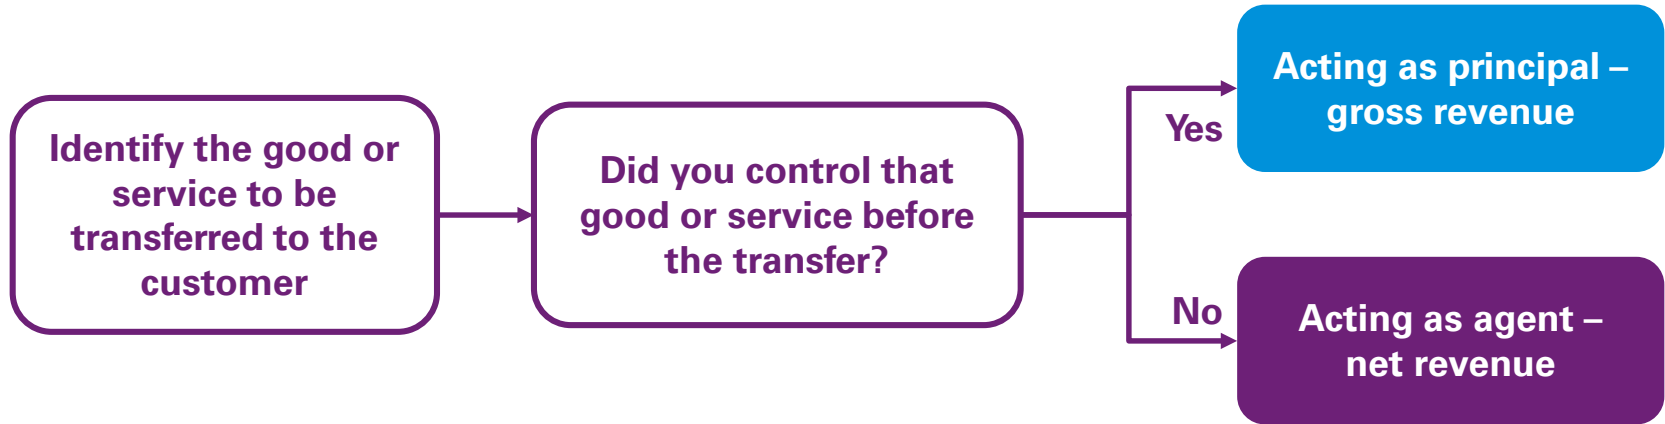 Identify the good or
service to be
transferred to the
customer
Did you control that
good or service before
the transfer?
Yes
Acting as principal –
gross revenue
No
Acting as agent –
net revenue